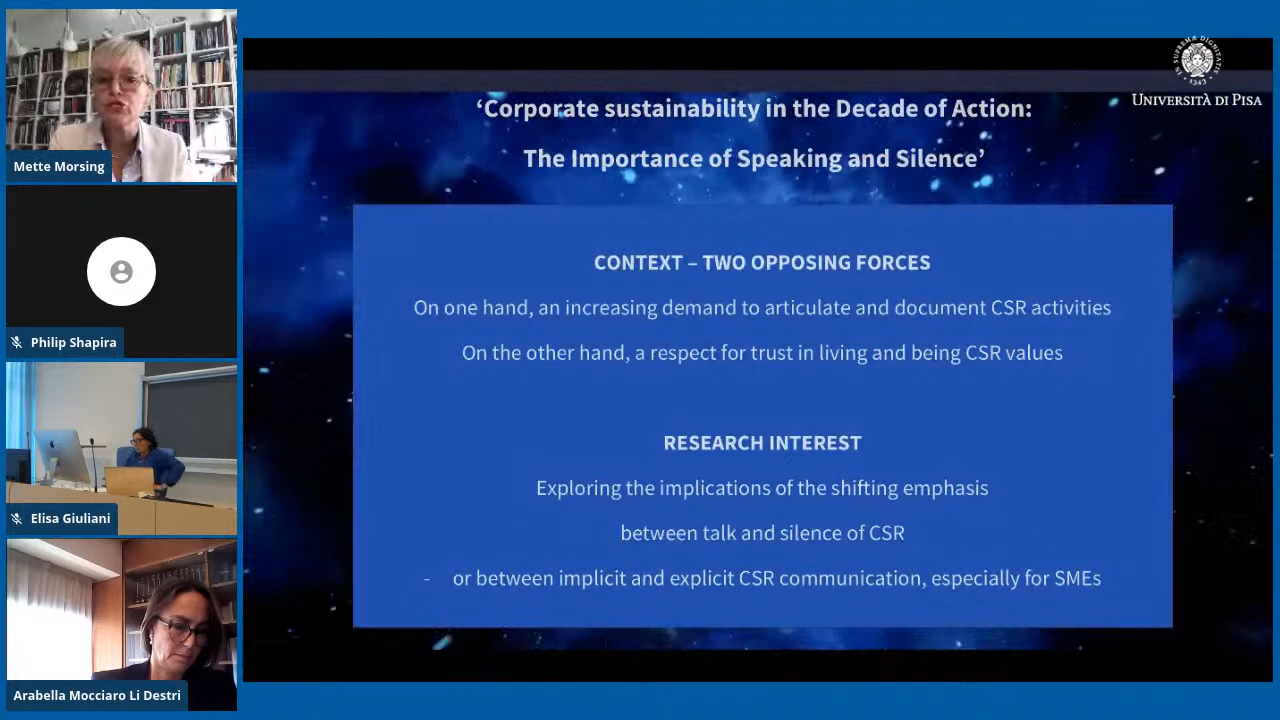 Mette Morsing
Philip Shapira
Elisa Giuliani
Arabella Mocciaro Li Destri
IN SUPREMÆ DIGNITATIS
1343
UNIVERSITÀ DI PISA
‘Corporate sustainability in the Decade of Action:
The Importance of Speaking and Silence’
CONTEXT – TWO OPPOSING FORCES
On one hand, an increasing demand to articulate and document CSR activities
On the other hand, a respect for trust in living and being CSR values
RESEARCH INTEREST
Exploring the implications of the shifting emphasis
between talk and silence of CSR
- or between implicit and explicit CSR communication, especially for SMEs